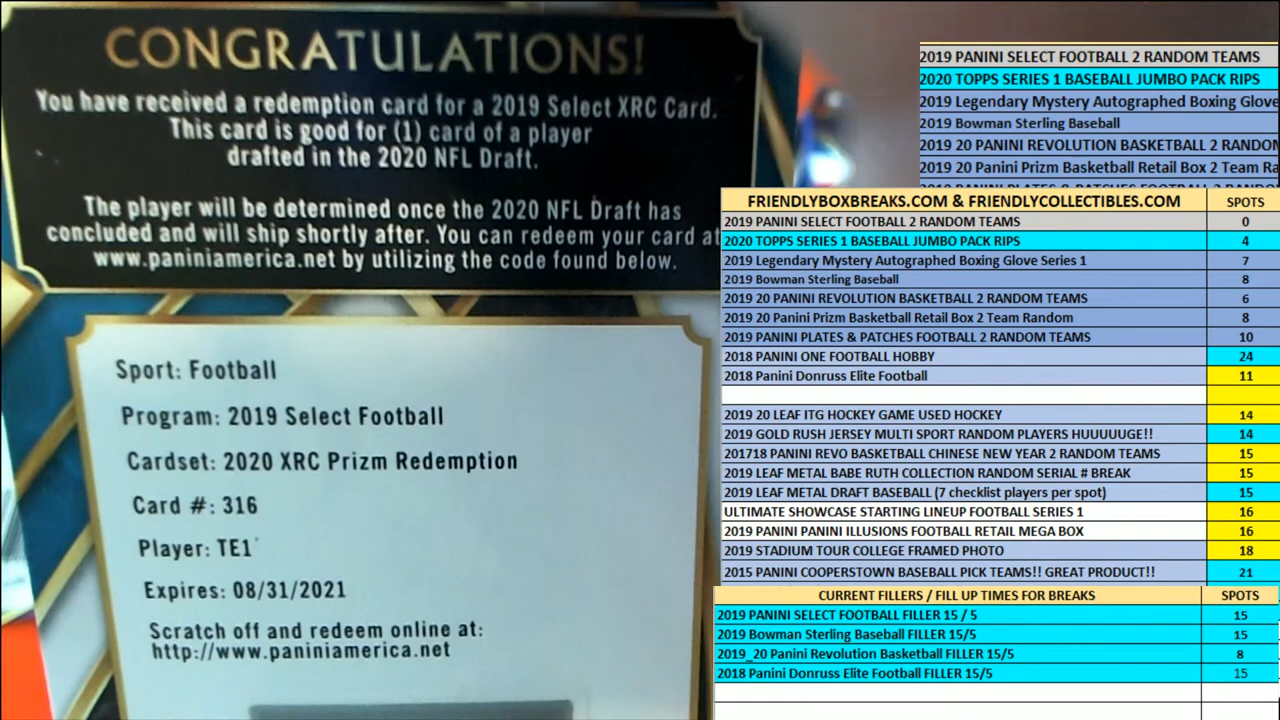 CONGRATULATIONS!
You have received a redemption card for a 2019 Select XRC Card.
This card is good for (1) card of a player
drafted in the 2020 NFL Draft.
The player will be determined once the 2020 NFL Draft has
concluded and will ship shortly after. You can redeem your card at
www.paniniamerica.net by utilizing the code found below.
Sport: Football
Program: 2019 Select Football
Cardset: 2020 XRC Prizm Redemption
Card #: 316
Player: TE1
Expires: 08/31/2021
Scratch off and redeem online at:
http://www.paniniamerica.net
2019 PANINI SELECT FOOTBALL 2 RANDOM TEAMS
2020 TOPPS SERIES 1 BASEBALL JUMBO PACK RIPS
2019 Legendary Mystery Autographed Boxing Glove
2019 Bowman Sterling Baseball
2019 20 PANINI REVOLUTION BASKETBALL 2 RANDOM
2019 20 Panini Prizm Basketball Retail Box 2 Team Ra
FRIENDLYBOXBREAKS.COM & FRIENDLYCOLLECTIBLES.COM SPOTS
2019 PANINI SELECT FOOTBALL 2 RANDOM TEAMS 0
2020 TOPPS SERIES 1 BASEBALL JUMBO PACK RIPS 4
2019 Legendary Mystery Autographed Boxing Glove Series 1 7
2019 Bowman Sterling Baseball 8
2019 20 PANINI REVOLUTION BASKETBALL 2 RANDOM TEAMS 6
2019 20 Panini Prizm Basketball Retail Box 2 Team Random 8
2019 PANINI PLATES & PATCHES FOOTBALL 2 RANDOM TEAMS 10
2018 PANINI ONE FOOTBALL HOBBY 24
2018 Panini Donruss Elite Football 11
2019 20 LEAF ITG HOCKEY GAME USED HOCKEY 14
2019 GOLD RUSH JERSEY MULTI SPORT RANDOM PLAYERS HUUUUGE!! 14
201718 PANINI REVO BASKETBALL CHINESE NEW YEAR 2 RANDOM TEAMS 15
2019 LEAF METAL BABE RUTH COLLECTION RANDOM SERIAL # BREAK 15
2019 LEAF METAL DRAFT BASEBALL (7 checklist players per spot) 15
ULTIMATE SHOWCASE STARTING LINEUP FOOTBALL SERIES 1 16
2019 PANINI PANINI ILLUSIONS FOOTBALL RETAIL MEGA BOX 16
2019 STADIUM TOUR COLLEGE FRAMED PHOTO 18
2015 PANINI COOPERSTOWN BASEBALL PICK TEAMS!! GREAT PRODUCT!! 21
CURRENT FILLERS / FILL UP TIMES FOR BREAKS SPOTS
2019 PANINI SELECT FOOTBALL FILLER 15 / 5 15
2019 Bowman Sterling Baseball FILLER 15/5 15
2019_20 Panini Revolution Basketball FILLER 15/5 8
2018 Panini Donruss Elite Football FILLER 15/5 15